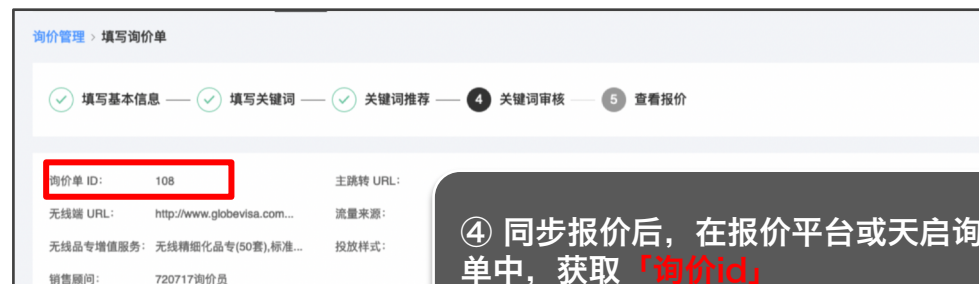 询价管理 > 填写询价单
填写基本信息 填写关键词 关键词推荐 4 关键词审核 5 查看报价
询价单 ID： 108 主跳转 URL：
无线端 URL： http://www.globevisa.com... 流量来源：
无线品专增值服务： 无线精细化品专(50套),标准... 投放样式：
销售顾问： 720717询价员
④ 同步报价后，在报价平台或天启询
单中，获取「询价id」